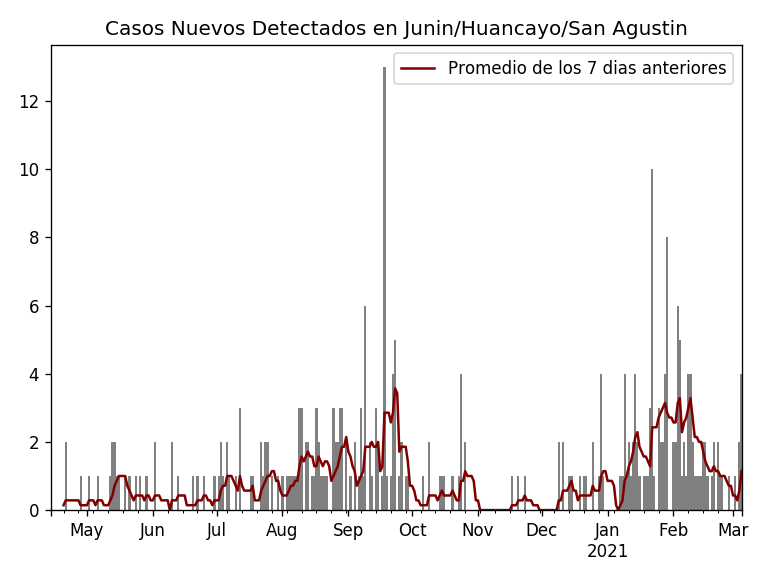 Casos Nuevos Detectados en Junin/Huancayo/San Agustin
Promedio de los 7 dias anteriores
12
10
8
6
4
2
0
May Jun Jul Aug Sep Oct Nov Dec Jan Feb Mar
2021